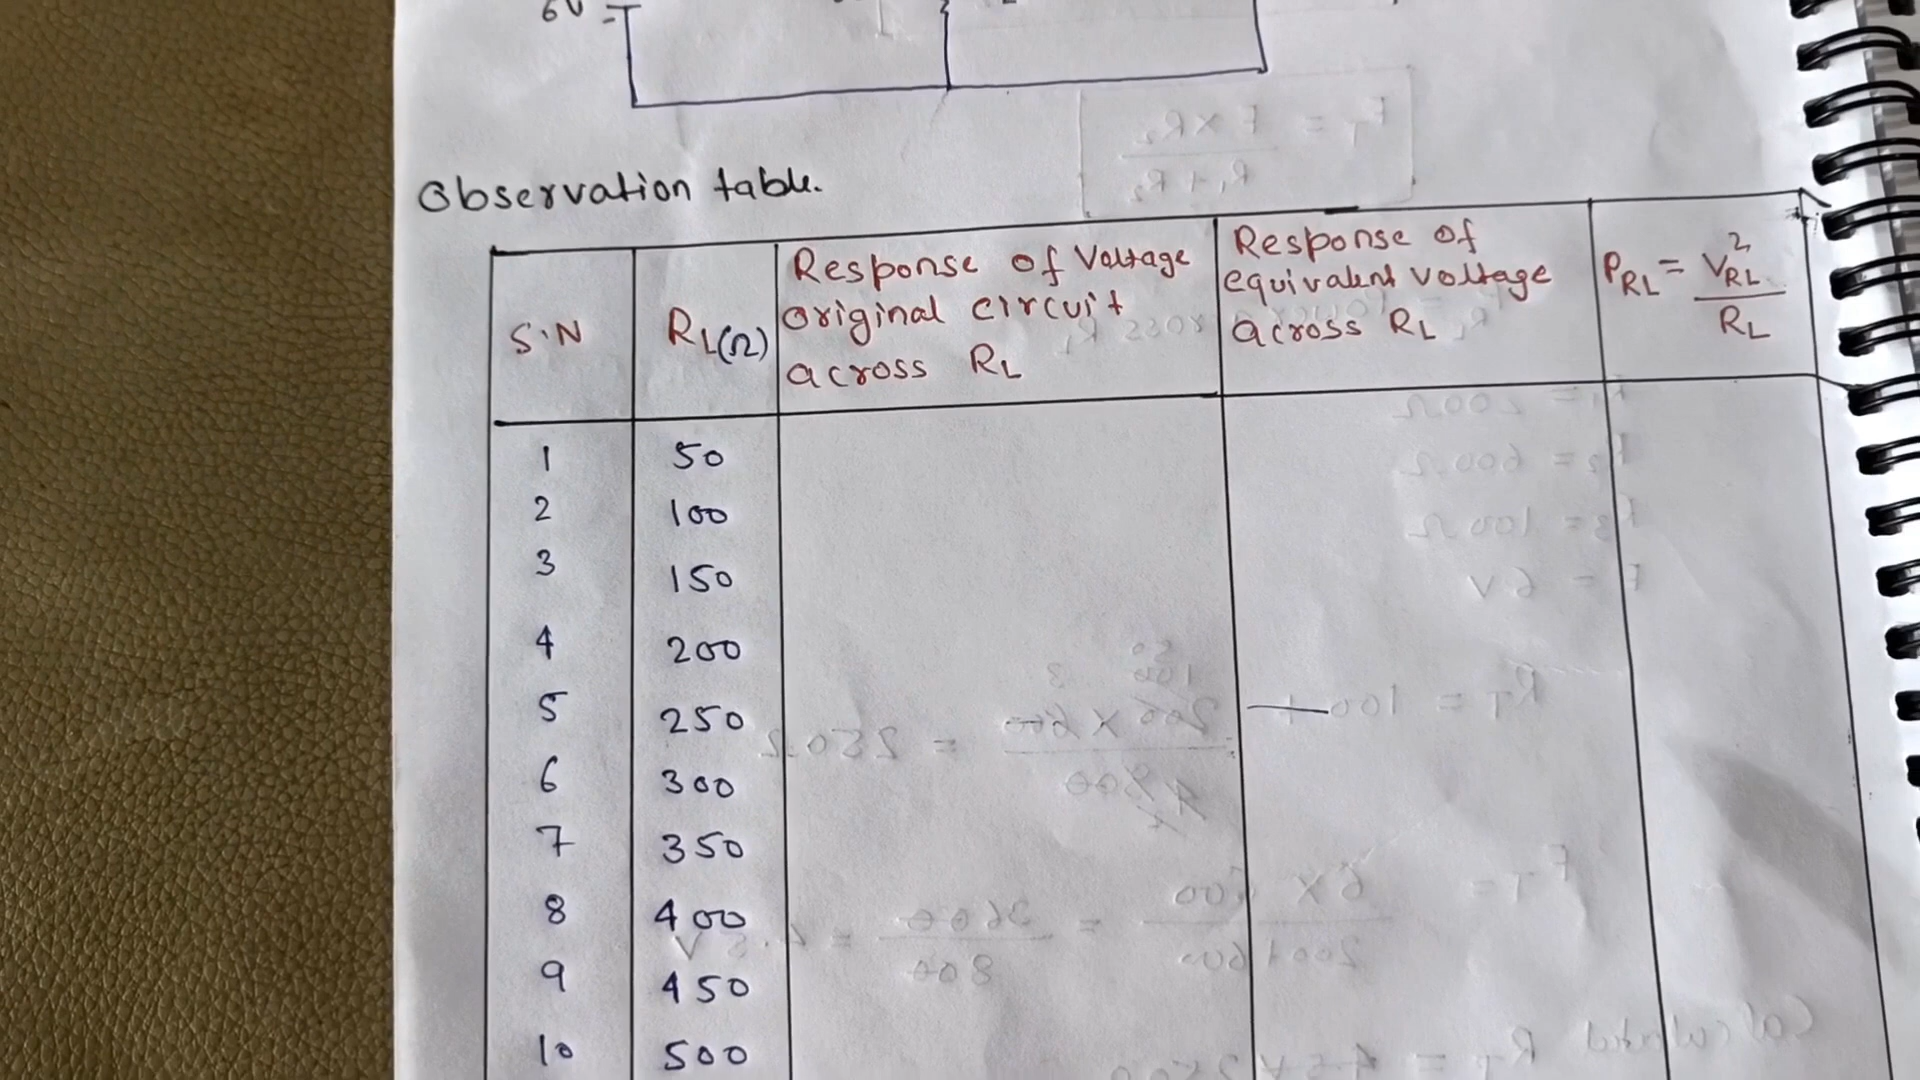 6V
Observation table.
S.N
RL(Ω)
Response of Voltage
original circuit
across RL
Response of
equivalent voltage
across RL
PRL = VRL²
RL
1 50
2 100
3 150
4 200
5 250
6 300
7 350
8 400
9 450
10 500